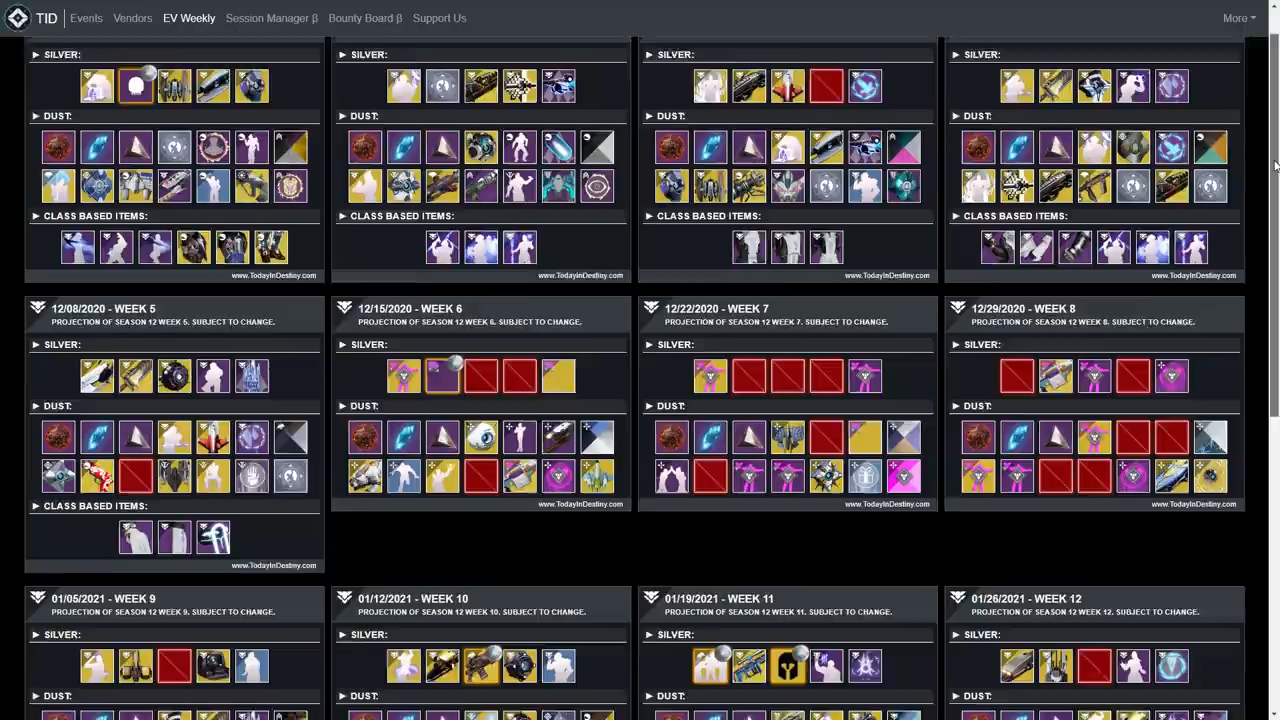 TID Events Vendors EV Weekly Session Manager β Bounty Board β Support Us More
SILVER: SILVER: SILVER: SILVER:
DUST: DUST: DUST: DUST:
CLASS BASED ITEMS: CLASS BASED ITEMS: CLASS BASED ITEMS: CLASS BASED ITEMS:
www.TodayInDestiny.com www.TodayInDestiny.com www.TodayInDestiny.com www.TodayInDestiny.com
12/08/2020 - WEEK 5 12/15/2020 - WEEK 6 12/22/2020 - WEEK 7 12/29/2020 - WEEK 8
PROJECTION OF SEASON 12 WEEK 5. SUBJECT TO CHANGE. PROJECTION OF SEASON 12 WEEK 6. SUBJECT TO CHANGE. PROJECTION OF SEASON 12 WEEK 7. SUBJECT TO CHANGE. PROJECTION OF SEASON 12 WEEK 8. SUBJECT TO CHANGE.
SILVER: SILVER: SILVER: SILVER:
DUST: DUST: DUST: DUST:
CLASS BASED ITEMS: www.TodayInDestiny.com www.TodayInDestiny.com www.TodayInDestiny.com
www.TodayInDestiny.com
01/05/2021 - WEEK 9 01/12/2021 - WEEK 10 01/19/2021 - WEEK 11 01/26/2021 - WEEK 12
PROJECTION OF SEASON 12 WEEK 9. SUBJECT TO CHANGE. PROJECTION OF SEASON 12 WEEK 10. SUBJECT TO CHANGE. PROJECTION OF SEASON 12 WEEK 11. SUBJECT TO CHANGE. PROJECTION OF SEASON 12 WEEK 12. SUBJECT TO CHANGE.
SILVER: SILVER: SILVER: SILVER:
DUST: DUST: DUST: DUST: